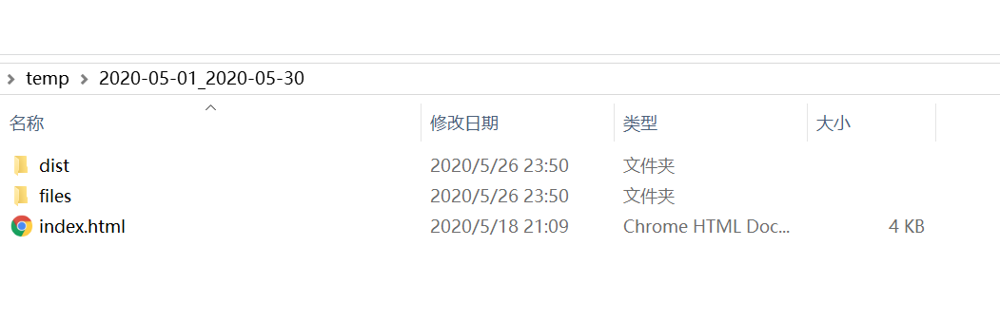 temp 2020-05-01_2020-05-30
名称 修改日期 类型 大小
dist 2020/5/26 23:50 文件夹
files 2020/5/26 23:50 文件夹
index.html 2020/5/18 21:09 Chrome HTML Doc... 4 KB